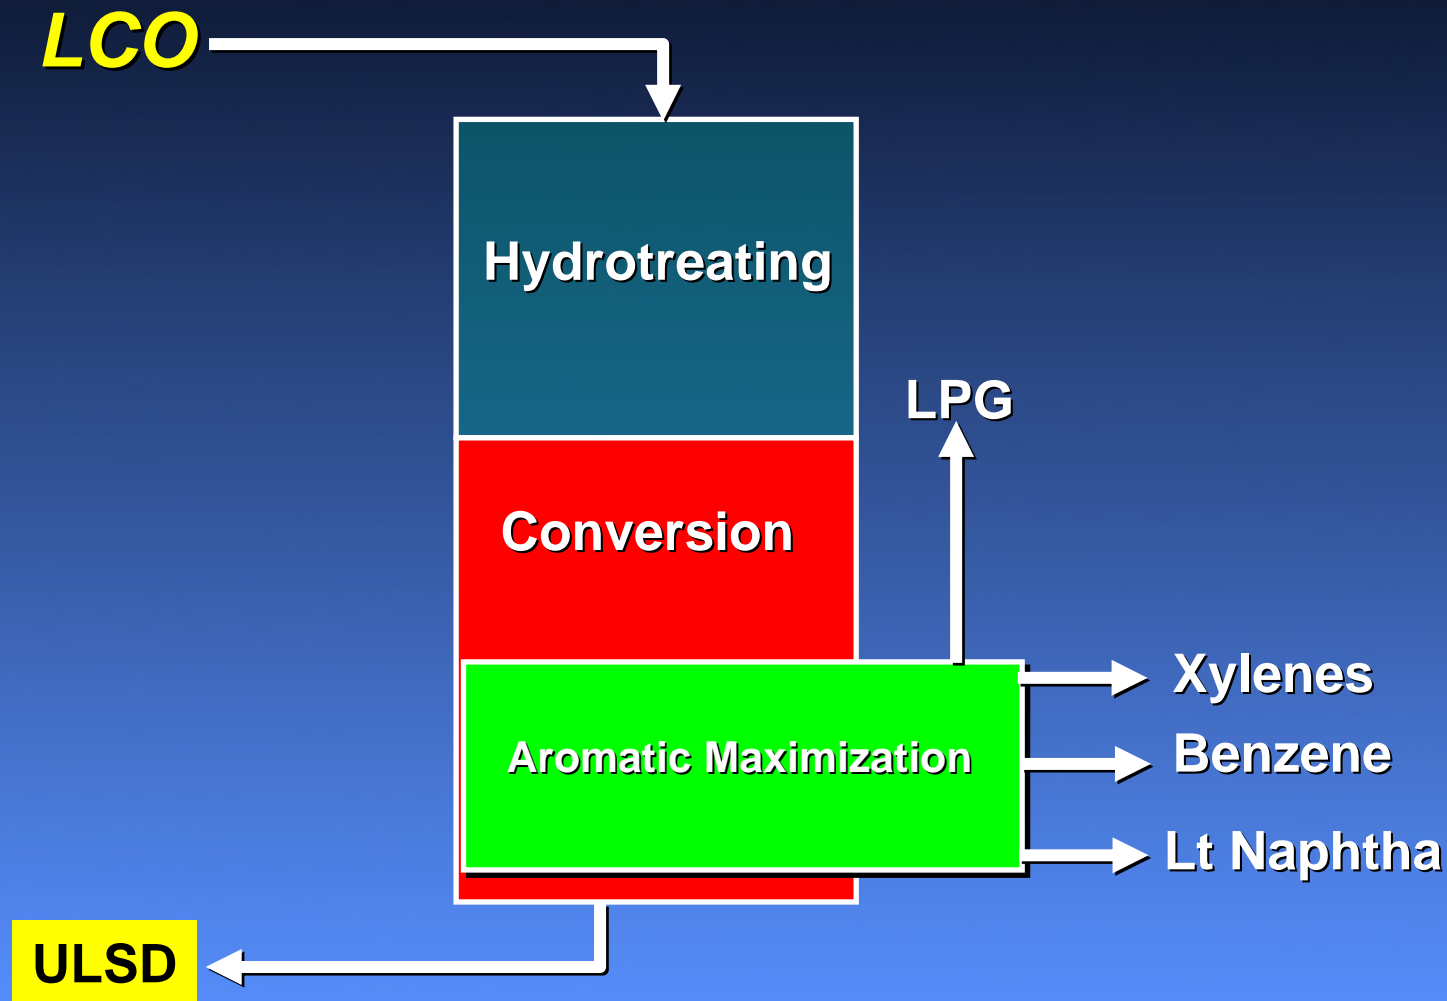 LCO
Hydrotreating
LPG
Conversion
Xylenes
Aromatic Maximization
Benzene
Lt Naphtha
ULSD